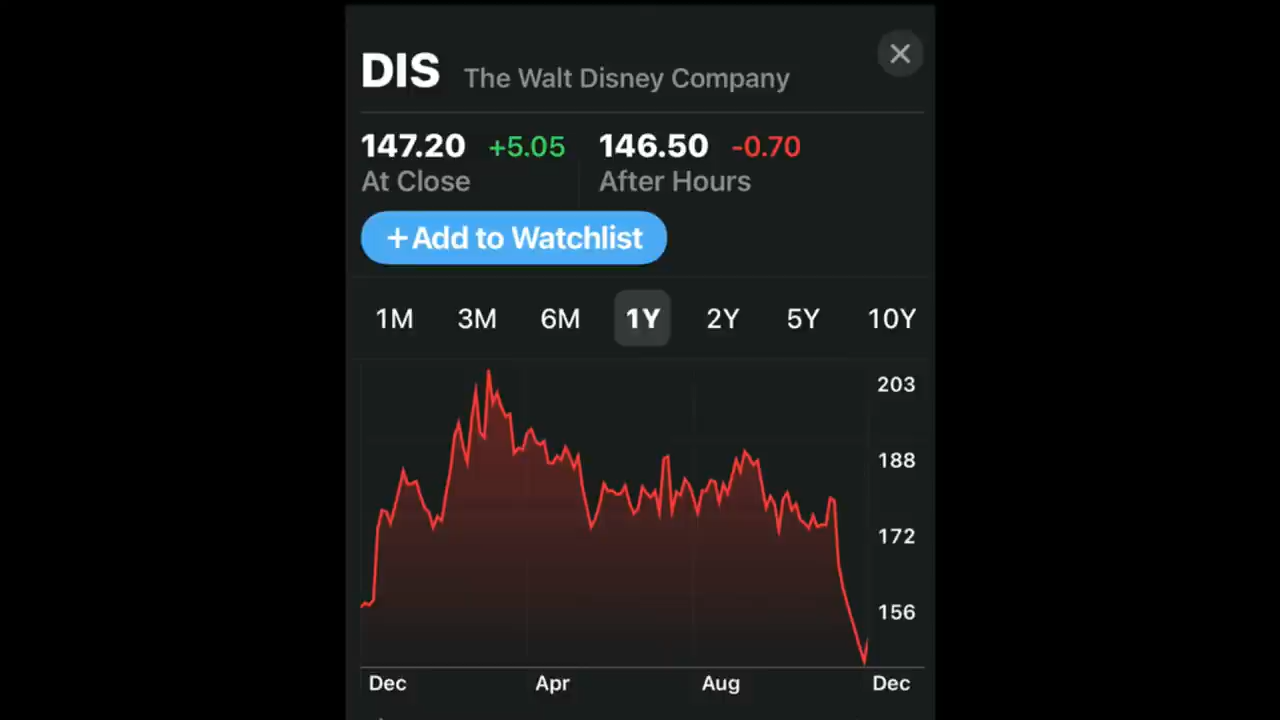 DIS The Walt Disney Company
147.20 +5.05 146.50 -0.70
At Close After Hours
+Add to Watchlist
1M 3M 6M 1Y 2Y 5Y 10Y
203
188
172
156
Dec Apr Aug Dec